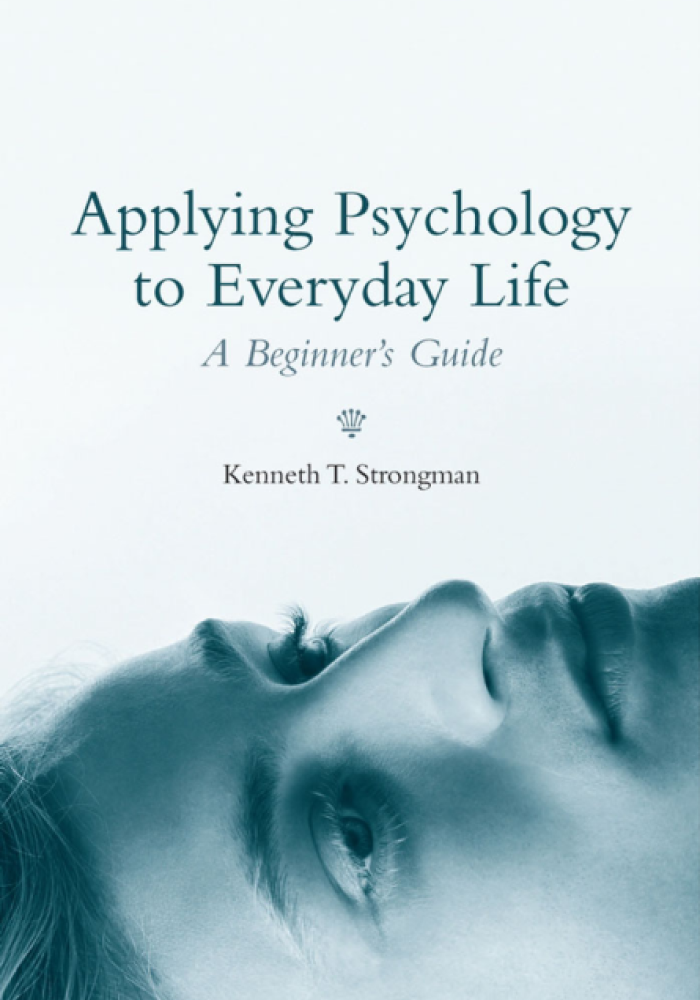 Applying Psychology
to Everyday Life
A Beginner's Guide
Kenneth T. Strongman